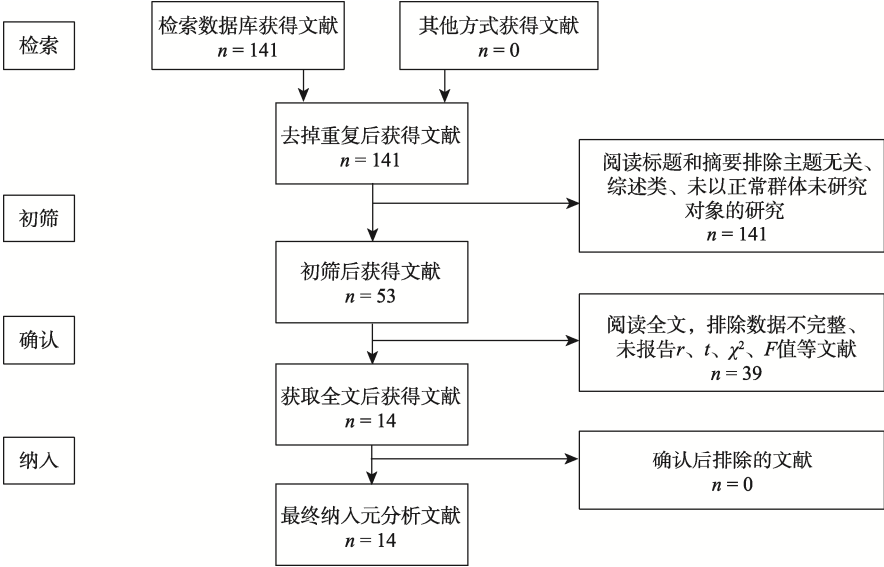 检索
检索数据库获得文献
n = 141
其他方式获得文献
n = 0
去掉重复后获得文献
n = 141
阅读标题和摘要排除主题无关、
综述类、未以正常群体未研究
对象的研究
n = 141
初筛
初筛后获得文献
n = 53
确认
阅读全文，排除数据不完整、
未报告r、t、χ²、F值等文献
n = 39
获取全文后获得文献
n = 14
纳入
确认后排除的文献
n = 0
最终纳入元分析文献
n = 14